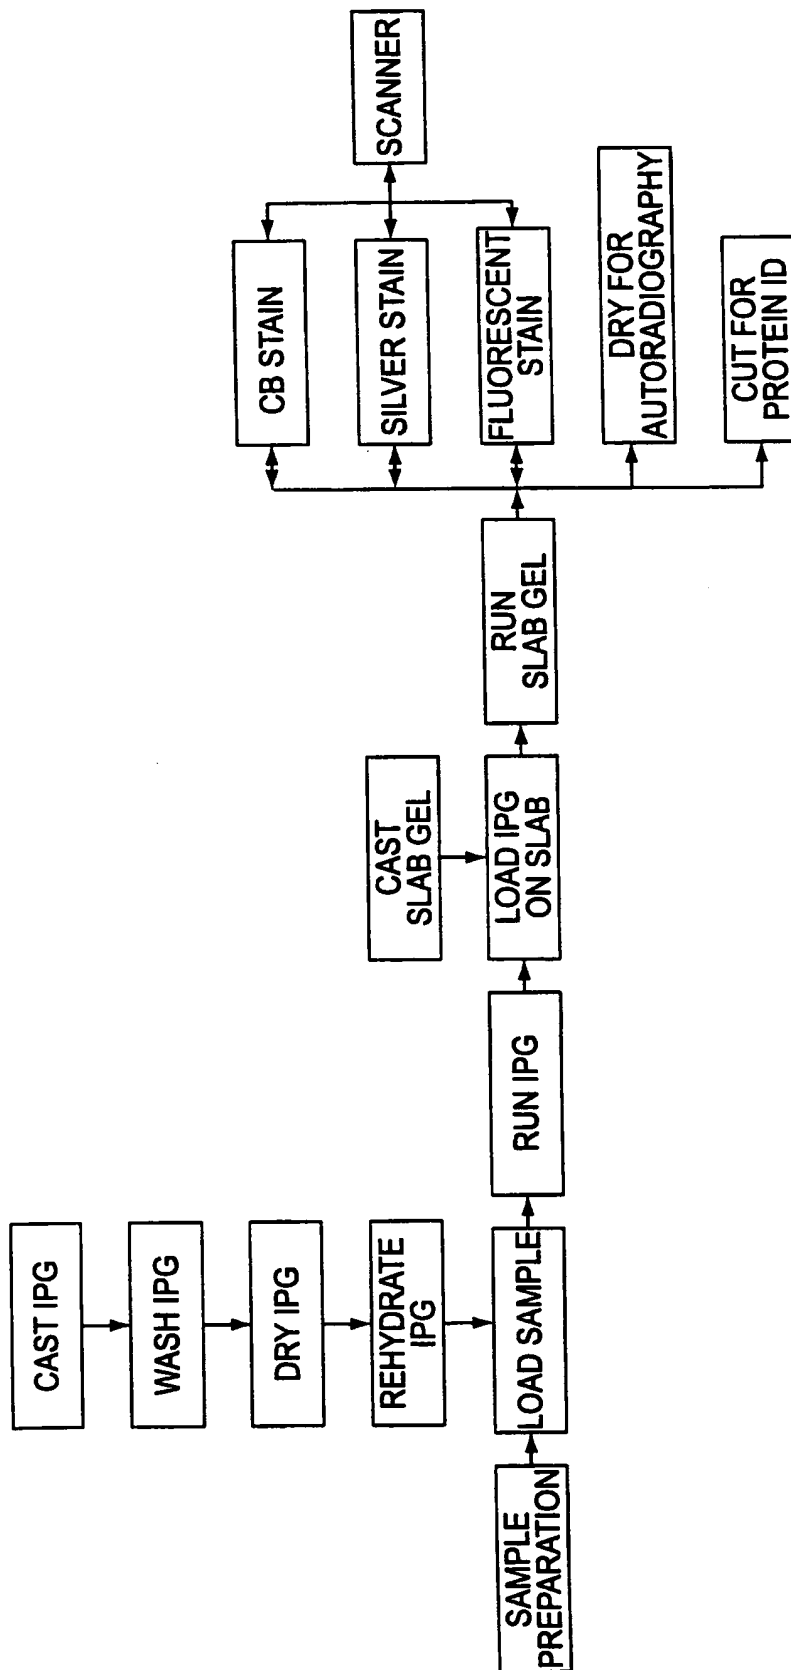 CAST IPG
WASH IPG
DRY IPG
REHYDRATE
IPG
SAMPLE
PREPARATION
LOAD SAMPLE
RUN IPG
CAST
SLAB GEL
LOAD IPG
ON SLAB
RUN
SLAB GEL
CB STAIN
SILVER STAIN
FLUORESCENT
STAIN
DRY FOR
AUTORADIOGRAPHY
CUT FOR
PROTEIN ID
SCANNER